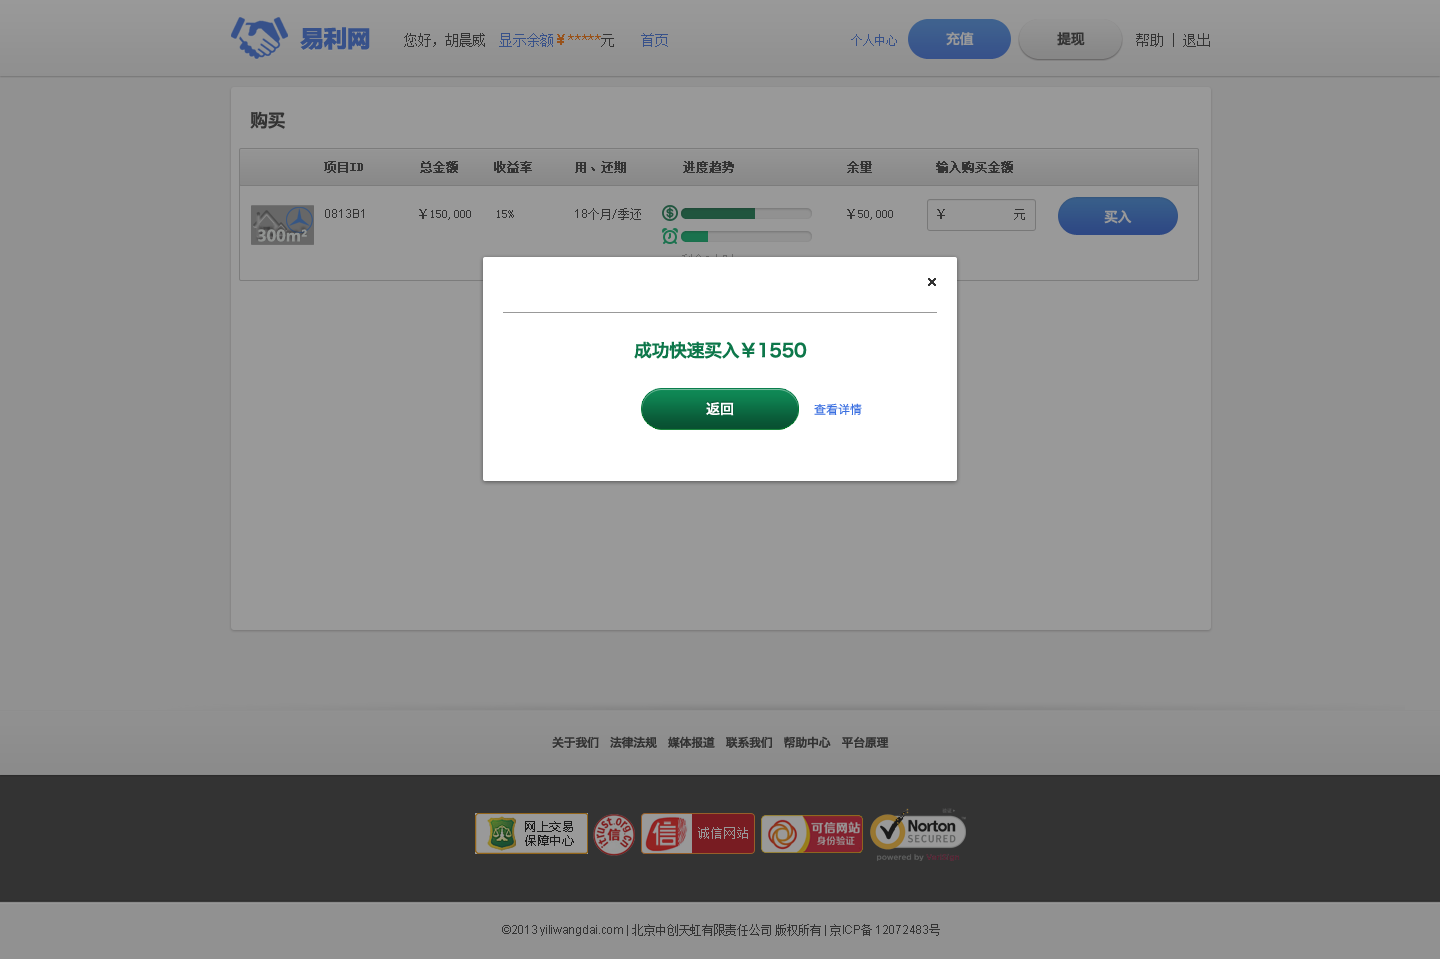 易利网
您好，胡晨威 显示余额¥*****元 首页 个人中心 充值 提现 帮助 | 退出
购买
项目ID 总金额 收益率 用、还期 进度趋势 余量 输入购买金额
300m² 0813B1 ¥150,000 15% 18个月/季还 ¥50,000 ¥ 元 买入
×
成功快速买入¥1550
返回 查看详情
关于我们 法律法规 媒体报道 联系我们 帮助中心 平台原理
网上交易
保障中心
itrust.org.cn
信
信 诚信网站
可信网站
身份验证
Norton
SECURED
powered by
©2013 yiliwangdai.com | 北京中创天虹有限责任公司 版权所有 | 京ICP备 12072483号